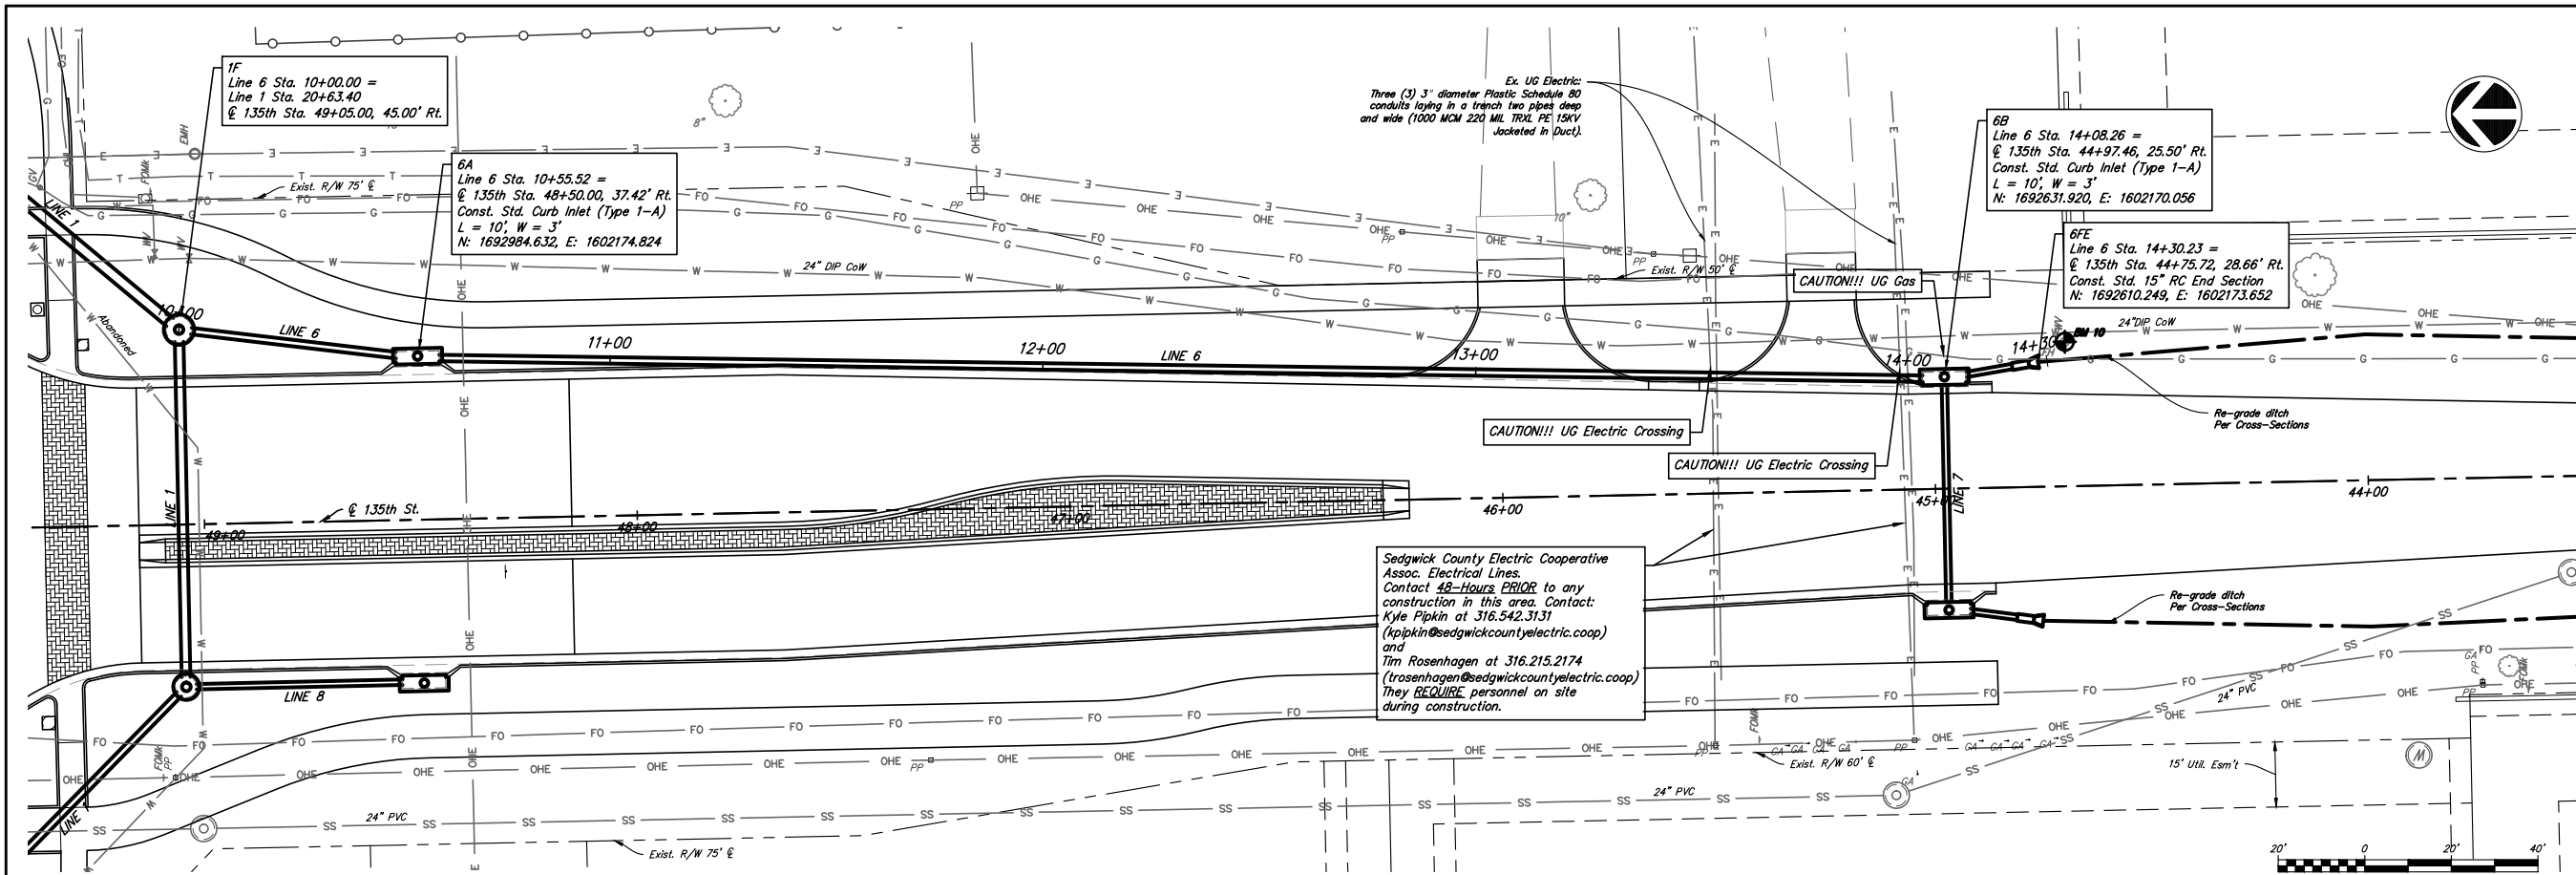 1F
Line 6 Sta. 10+00.00 =
Line 1 Sta. 20+63.40
℄ 135th Sta. 49+05.00, 45.00' Rt.
6A
Line 6 Sta. 10+55.52 =
℄ 135th Sta. 48+50.00, 37.42' Rt.
Const. Std. Curb Inlet (Type 1-A)
L = 10', W = 3'
N: 1692984.632, E: 1602174.824
Ex. UG Electric:
Three (3) 3" diameter Plastic Schedule 80
conduits laying in a trench two pipes deep
and wide (1000 MCM 220 MIL TRXL PE 15KV
Jacketed in Duct).
6B
Line 6 Sta. 14+08.26 =
℄ 135th Sta. 44+97.46, 25.50' Rt.
Const. Std. Curb Inlet (Type 1-A)
L = 10', W = 3'
N: 1692631.920, E: 1602170.056
6FE
Line 6 Sta. 14+30.23 =
℄ 135th Sta. 44+75.72, 28.66' Rt.
Const. Std. 15" RC End Section
N: 1692610.249, E: 1602173.652
8"
10"
EMH
FOMk
Exist. R/W 75' ℄
24" DIP CoW
Exist. R/W 50' ℄
CAUTION!!! UG Gas
24"DIP CoW
BM 10
LINE 1
10+00
Abandoned
LINE 6
11+00
12+00
LINE 6
13+00
14+00
14+30
CAUTION!!! UG Electric Crossing
CAUTION!!! UG Electric Crossing
Re-grade ditch
Per Cross-Sections
LINE 1
℄ 135th St.
49+00
48+00
47+00
46+00
45+00
44+00
LINE 7
Sedgwick County Electric Cooperative
Assoc. Electrical Lines.
Contact 48-Hours PRIOR to any
construction in this area. Contact:
Kyle Pipkin at 316.542.3131
(kpipkin@sedgwickcountyelectric.coop)
and
Tim Rosenhagen at 316.215.2174
(trosenhagen@sedgwickcountyelectric.coop)
They REQUIRE personnel on site
during construction.
Re-grade ditch
Per Cross-Sections
LINE 8
LINE 1
24" PVC
24" PVC
24" PVC
Exist. R/W 75' ℄
Exist. R/W 60' ℄
15' Util. Esm't
M
20' 0 20' 40'